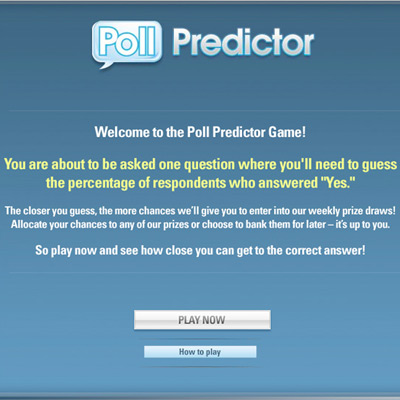 Poll Predictor
Welcome to the Poll Predictor Game!
You are about to be asked one question where you'll need to guess
the percentage of respondents who answered "Yes."
The closer you guess, the more chances we'll give you to enter into our weekly prize draws!
Allocate your chances to any of our prizes or choose to bank them for later – it's up to you.
So play now and see how close you can get to the correct answer!
PLAY NOW
How to play